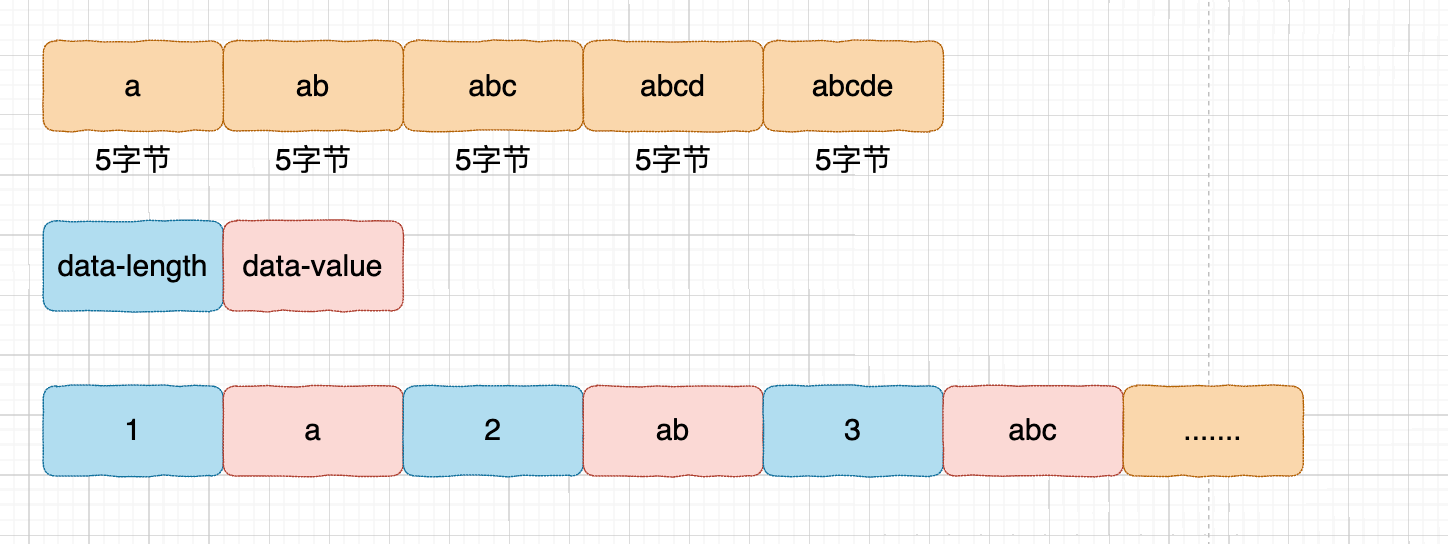 a ab abc abcd abcde
5字节 5字节 5字节 5字节 5字节
data-length data-value
1 a 2 ab 3 abc .......